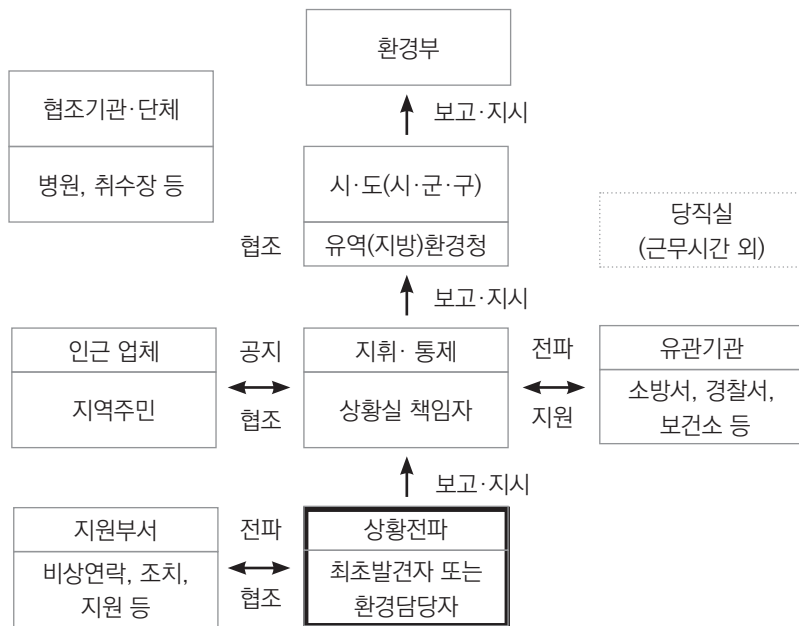 환경부
보고·지시
협조기관·단체
병원, 취수장 등
시·도(시·군·구)
협조
유역(지방)환경청
당직실
(근무시간 외)
보고·지시
인근 업체
지역주민
공지
협조
지휘· 통제
상황실 책임자
전파
지원
유관기관
소방서, 경찰서,
보건소 등
보고·지시
지원부서
비상연락, 조치,
지원 등
전파
협조
상황전파
최초발견자 또는
환경담당자